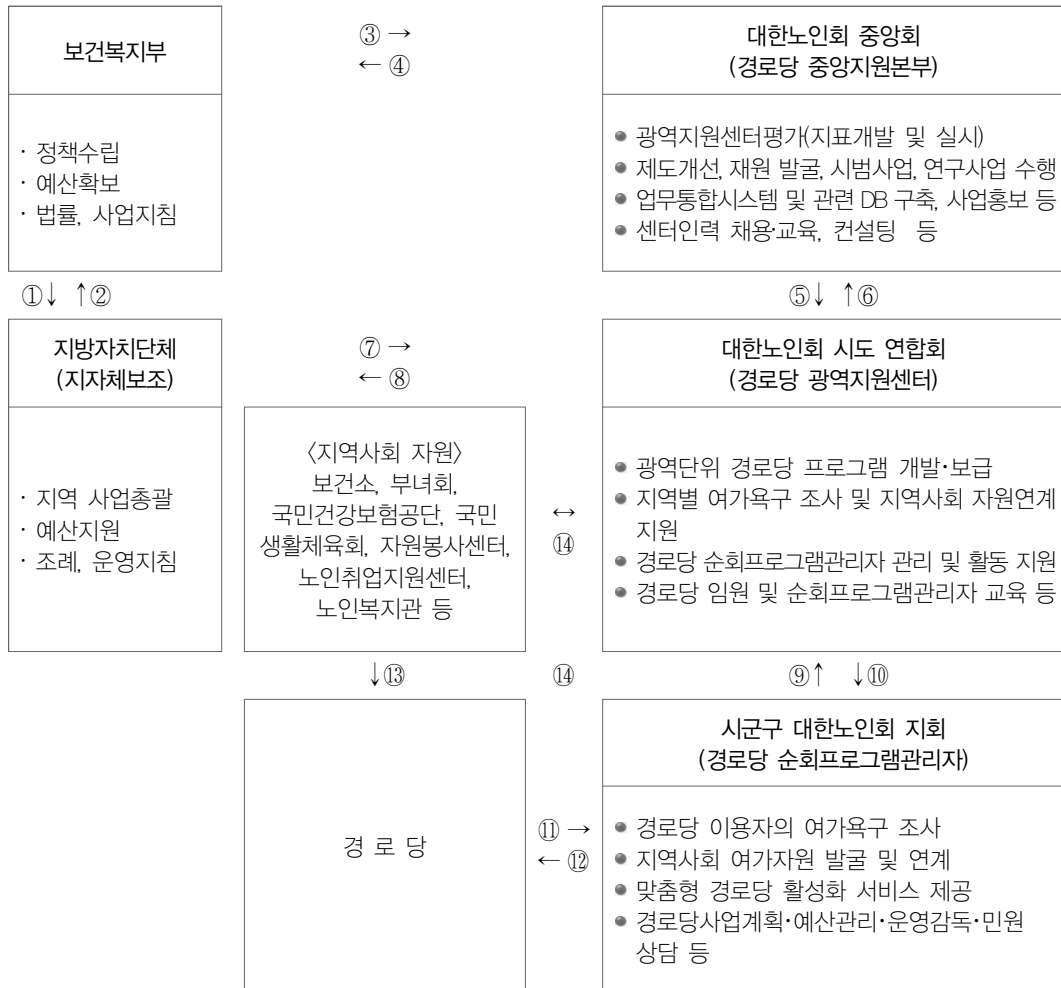 보건복지부
③ →
← ④
대한노인회 중앙회
(경로당 중앙지원본부)
· 정책수립
· 예산확보
· 법률, 사업지침
● 광역지원센터평가(지표개발 및 실시)
● 제도개선, 재원 발굴, 시범사업, 연구사업 수행
● 업무통합시스템 및 관련 DB 구축, 사업홍보 등
● 센터인력 채용·교육, 컨설팅 등
①↓ ↑②
⑤↓ ↑⑥
지방자치단체
(지자체보조)
⑦ →
← ⑧
대한노인회 시도 연합회
(경로당 광역지원센터)
· 지역 사업총괄
· 예산지원
· 조례, 운영지침
〈지역사회 자원〉
보건소, 부녀회,
국민건강보험공단, 국민
생활체육회, 자원봉사센터,
노인취업지원센터,
노인복지관 등
↔
⑭
● 광역단위 경로당 프로그램 개발·보급
● 지역별 여가욕구 조사 및 지역사회 자원연계
지원
● 경로당 순회프로그램관리자 관리 및 활동 지원
● 경로당 임원 및 순회프로그램관리자 교육 등
↓⑬
⑭
⑨↑ ↓⑩
경 로 당
⑪ →
← ⑫
시군구 대한노인회 지회
(경로당 순회프로그램관리자)
● 경로당 이용자의 여가욕구 조사
● 지역사회 여가자원 발굴 및 연계
● 맞춤형 경로당 활성화 서비스 제공
● 경로당사업계획·예산관리·운영감독·민원
상담 등